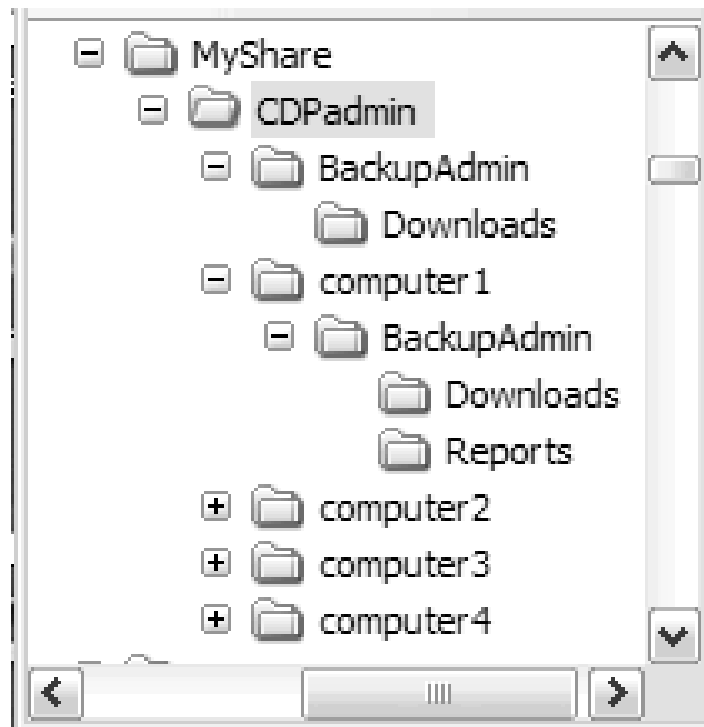 MyShare
CDPadmin
BackupAdmin
Downloads
computer1
BackupAdmin
Downloads
Reports
computer2
computer3
computer4